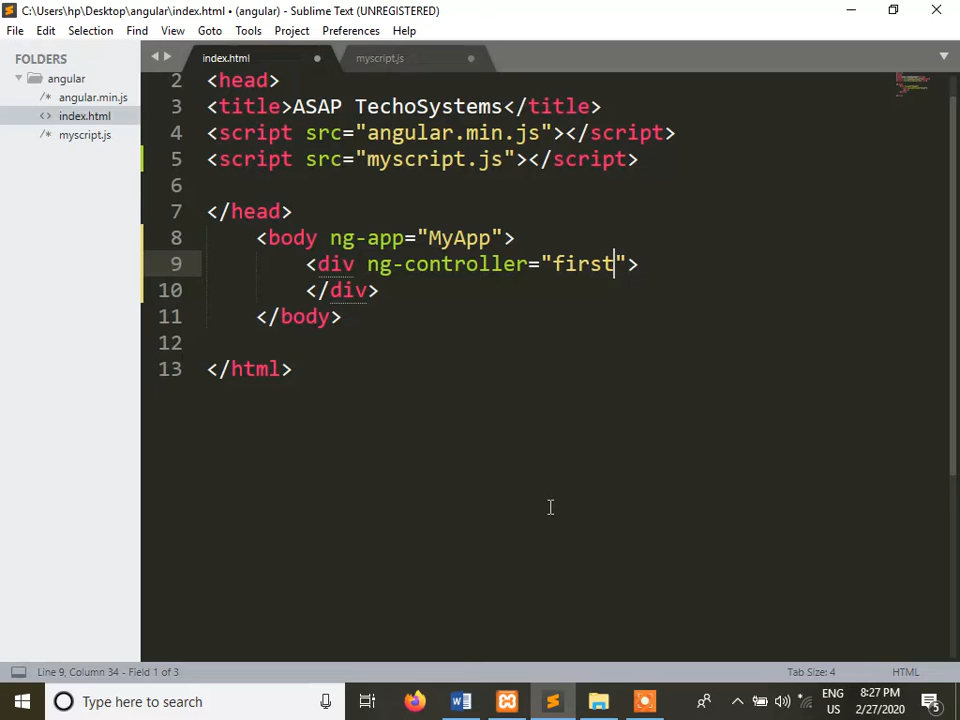 C:\Users\hp\Desktop\angular\index.html • (angular) - Sublime Text (UNREGISTERED)
File Edit Selection Find View Goto Tools Project Preferences Help
FOLDERS
angular
angular.min.js
index.html
myscript.js
index.html
myscript.js
2 <head>
3 <title>ASAP TechoSystems</title>
4 <script src="angular.min.js"></script>
5 <script src="myscript.js"></script>
6
7 </head>
8 <body ng-app="MyApp">
9 <div ng-controller="first">
10 </div>
11 </body>
12
13 </html>
Line 9, Column 34 - Field 1 of 3
Tab Size: 4
HTML
Type here to search
ENG
US
8:27 PM
2/27/2020
5